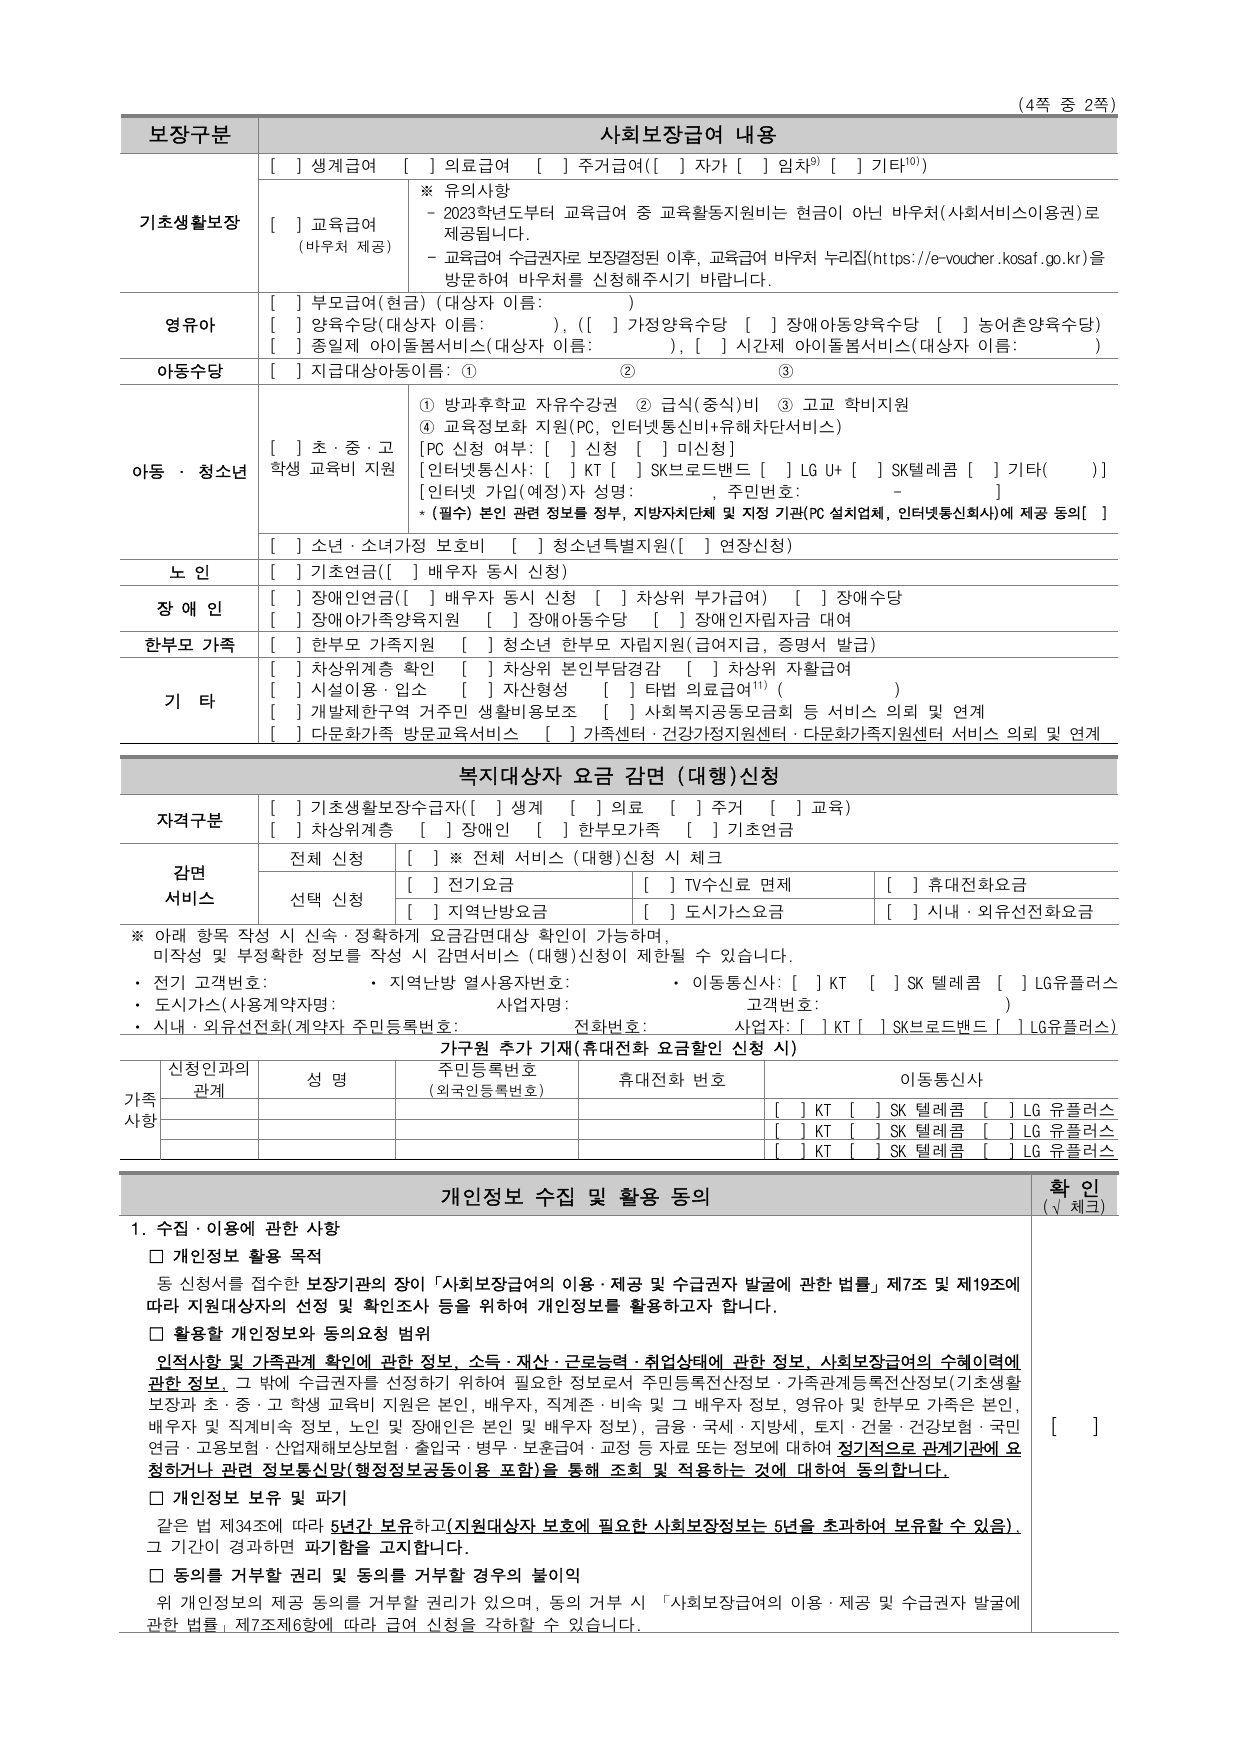 (4쪽 중 2쪽)
보장구분 사회보장급여 내용
기초생활보장
[ ] 생계급여 [ ] 의료급여 [ ] 주거급여([ ] 자가 [ ] 임차9) [ ] 기타10))
[ ] 교육급여
(바우처 제공)
※ 유의사항
- 2023학년도부터 교육급여 중 교육활동지원비는 현금이 아닌 바우처(사회서비스이용권)로
제공됩니다.
- 교육급여 수급권자로 보장결정된 이후, 교육급여 바우처 누리집(https://e-voucher.kosaf.go.kr)을
방문하여 바우처를 신청해주시기 바랍니다.
영유아
[ ] 부모급여(현금) (대상자 이름: )
[ ] 양육수당(대상자 이름: ), ([ ] 가정양육수당 [ ] 장애아동양육수당 [ ] 농어촌양육수당)
[ ] 종일제 아이돌봄서비스(대상자 이름: ), [ ] 시간제 아이돌봄서비스(대상자 이름: )
아동수당 [ ] 지급대상아동이름: ① ② ③
아동 · 청소년
[ ] 초·중·고
학생 교육비 지원
① 방과후학교 자유수강권 ② 급식(중식)비 ③ 고교 학비지원
④ 교육정보화 지원(PC, 인터넷통신비+유해차단서비스)
[PC 신청 여부: [ ] 신청 [ ] 미신청]
[인터넷통신사: [ ] KT [ ] SK브로드밴드 [ ] LG U+ [ ] SK텔레콤 [ ] 기타( )]
[인터넷 가입(예정)자 성명: , 주민번호: - ]
* (필수) 본인 관련 정보를 정부, 지방자치단체 및 지정 기관(PC 설치업체, 인터넷통신회사)에 제공 동의[ ]
[ ] 소년·소녀가정 보호비 [ ] 청소년특별지원([ ] 연장신청)
노 인 [ ] 기초연금([ ] 배우자 동시 신청)
장 애 인
[ ] 장애인연금([ ] 배우자 동시 신청 [ ] 차상위 부가급여) [ ] 장애수당
[ ] 장애아가족양육지원 [ ] 장애아동수당 [ ] 장애인자립자금 대여
한부모 가족 [ ] 한부모 가족지원 [ ] 청소년 한부모 자립지원(급여지급, 증명서 발급)
기 타
[ ] 차상위계층 확인 [ ] 차상위 본인부담경감 [ ] 차상위 자활급여
[ ] 시설이용·입소 [ ] 자산형성 [ ] 타법 의료급여11) ( )
[ ] 개발제한구역 거주민 생활비용보조 [ ] 사회복지공동모금회 등 서비스 의뢰 및 연계
[ ] 다문화가족 방문교육서비스 [ ] 가족센터·건강가정지원센터·다문화가족지원센터 서비스 의뢰 및 연계
복지대상자 요금 감면 (대행)신청
자격구분
[ ] 기초생활보장수급자([ ] 생계 [ ] 의료 [ ] 주거 [ ] 교육)
[ ] 차상위계층 [ ] 장애인 [ ] 한부모가족 [ ] 기초연금
감면
서비스
전체 신청 [ ] ※ 전체 서비스 (대행)신청 시 체크
선택 신청
[ ] 전기요금 [ ] TV수신료 면제 [ ] 휴대전화요금
[ ] 지역난방요금 [ ] 도시가스요금 [ ] 시내·외유선전화요금
※ 아래 항목 작성 시 신속·정확하게 요금감면대상 확인이 가능하며,
미작성 및 부정확한 정보를 작성 시 감면서비스 (대행)신청이 제한될 수 있습니다.
• 전기 고객번호: • 지역난방 열사용자번호: • 이동통신사: [ ] KT [ ] SK 텔레콤 [ ] LG유플러스
• 도시가스(사용계약자명: 사업자명: 고객번호: )
• 시내·외유선전화(계약자 주민등록번호: 전화번호: 사업자: [ ] KT [ ] SK브로드밴드 [ ] LG유플러스)
가구원 추가 기재(휴대전화 요금할인 신청 시)
가족
사항
신청인과의
관계
성 명
주민등록번호
(외국인등록번호)
휴대전화 번호
이동통신사
[ ] KT [ ] SK 텔레콤 [ ] LG 유플러스
[ ] KT [ ] SK 텔레콤 [ ] LG 유플러스
[ ] KT [ ] SK 텔레콤 [ ] LG 유플러스
개인정보 수집 및 활용 동의
확 인
(√ 체크)
1. 수집·이용에 관한 사항
□ 개인정보 활용 목적
동 신청서를 접수한 보장기관의 장이「사회보장급여의 이용·제공 및 수급권자 발굴에 관한 법률」제7조 및 제19조에
따라 지원대상자의 선정 및 확인조사 등을 위하여 개인정보를 활용하고자 합니다.
□ 활용할 개인정보와 동의요청 범위
인적사항 및 가족관계 확인에 관한 정보, 소득·재산·근로능력·취업상태에 관한 정보, 사회보장급여의 수혜이력에
관한 정보, 그 밖에 수급권자를 선정하기 위하여 필요한 정보로서 주민등록전산정보·가족관계등록전산정보(기초생활
보장과 초·중·고 학생 교육비 지원은 본인, 배우자, 직계존·비속 및 그 배우자 정보, 영유아 및 한부모 가족은 본인,
배우자 및 직계비속 정보, 노인 및 장애인은 본인 및 배우자 정보), 금융·국세·지방세, 토지·건물·건강보험·국민
연금·고용보험·산업재해보상보험·출입국·병무·보훈급여·교정 등 자료 또는 정보에 대하여 정기적으로 관계기관에 요
청하거나 관련 정보통신망(행정정보공동이용 포함)을 통해 조회 및 적용하는 것에 대하여 동의합니다.
[ ]
□ 개인정보 보유 및 파기
같은 법 제34조에 따라 5년간 보유하고(지원대상자 보호에 필요한 사회보장정보는 5년을 초과하여 보유할 수 있음),
그 기간이 경과하면 파기함을 고지합니다.
□ 동의를 거부할 권리 및 동의를 거부할 경우의 불이익
위 개인정보의 제공 동의를 거부할 권리가 있으며, 동의 거부 시 「사회보장급여의 이용·제공 및 수급권자 발굴에
관한 법률」제7조제6항에 따라 급여 신청을 각하할 수 있습니다.